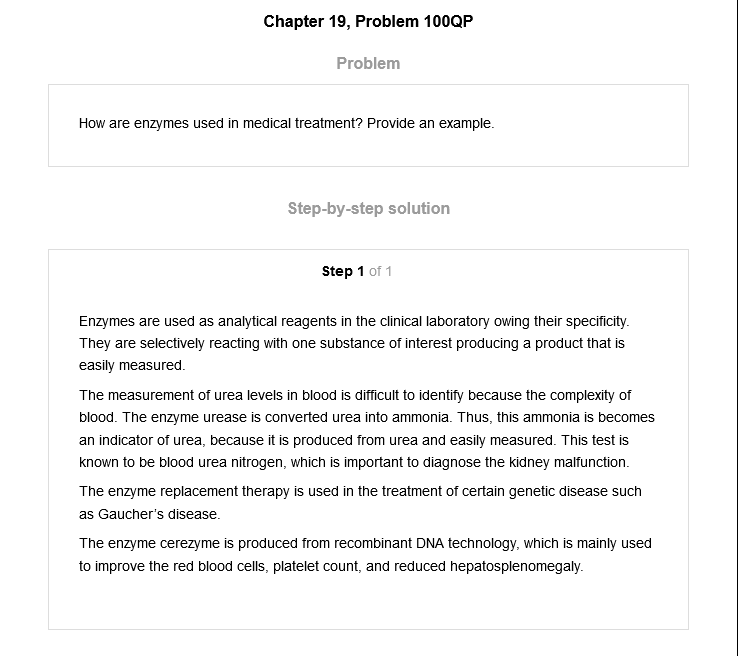 Chapter 19, Problem 100QP
Problem
How are enzymes used in medical treatment? Provide an example.
Step-by-step solution
Step 1 of 1
Enzymes are used as analytical reagents in the clinical laboratory owing their specificity.
They are selectively reacting with one substance of interest producing a product that is
easily measured.
The measurement of urea levels in blood is difficult to identify because the complexity of
blood. The enzyme urease is converted urea into ammonia. Thus, this ammonia is becomes
an indicator of urea, because it is produced from urea and easily measured. This test is
known to be blood urea nitrogen, which is important to diagnose the kidney malfunction.
The enzyme replacement therapy is used in the treatment of certain genetic disease such
as Gaucher’s disease.
The enzyme cerezyme is produced from recombinant DNA technology, which is mainly used
to improve the red blood cells, platelet count, and reduced hepatosplenomegaly.